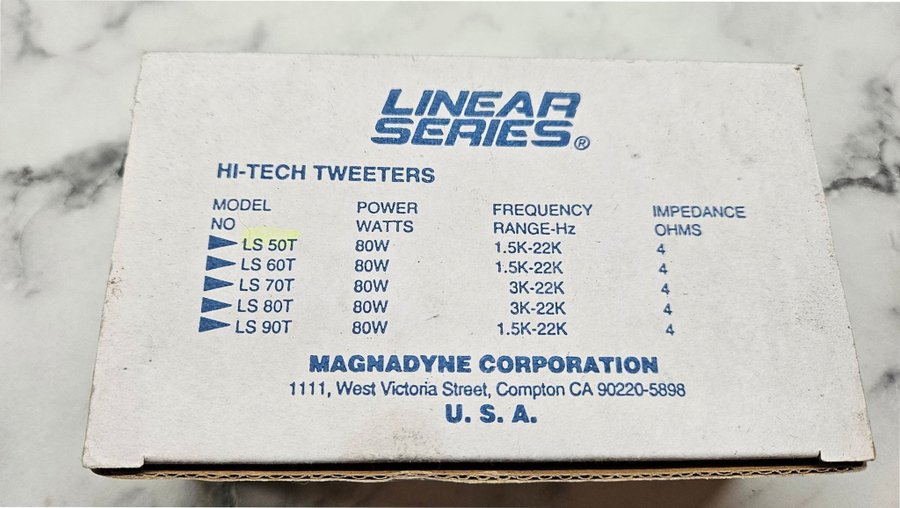 LINEAR
SERIES®
HI-TECH TWEETERS
MODEL POWER FREQUENCY IMPEDANCE
NO WATTS RANGE-Hz OHMS
LS 50T 80W 1.5K-22K 4
LS 60T 80W 1.5K-22K 4
LS 70T 80W 3K-22K 4
LS 80T 80W 3K-22K 4
LS 90T 80W 1.5K-22K 4
MAGNADYNE CORPORATION
1111, West Victoria Street, Compton CA 90220-5898
U. S. A.